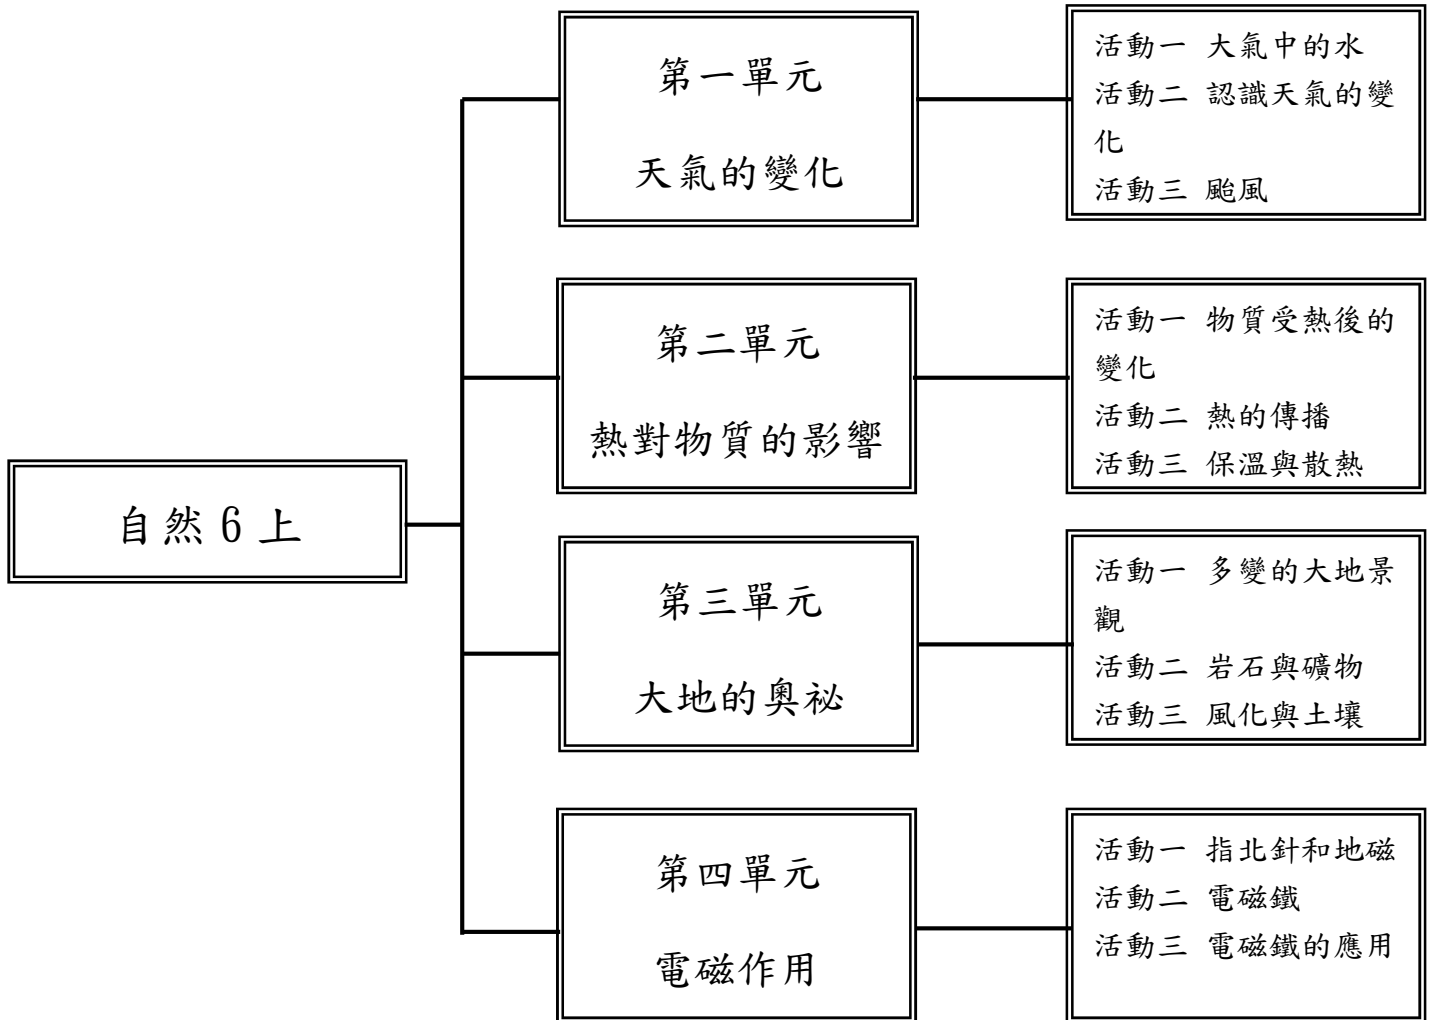 自然 6 上
第一單元
天氣的變化
活動一 大氣中的水
活動二 認識天氣的變
化
活動三 颱風
第二單元
熱對物質的影響
活動一 物質受熱後的
變化
活動二 熱的傳播
活動三 保溫與散熱
第三單元
大地的奧祕
活動一 多變的大地景
觀
活動二 岩石與礦物
活動三 風化與土壤
第四單元
電磁作用
活動一 指北針和地磁
活動二 電磁鐵
活動三 電磁鐵的應用